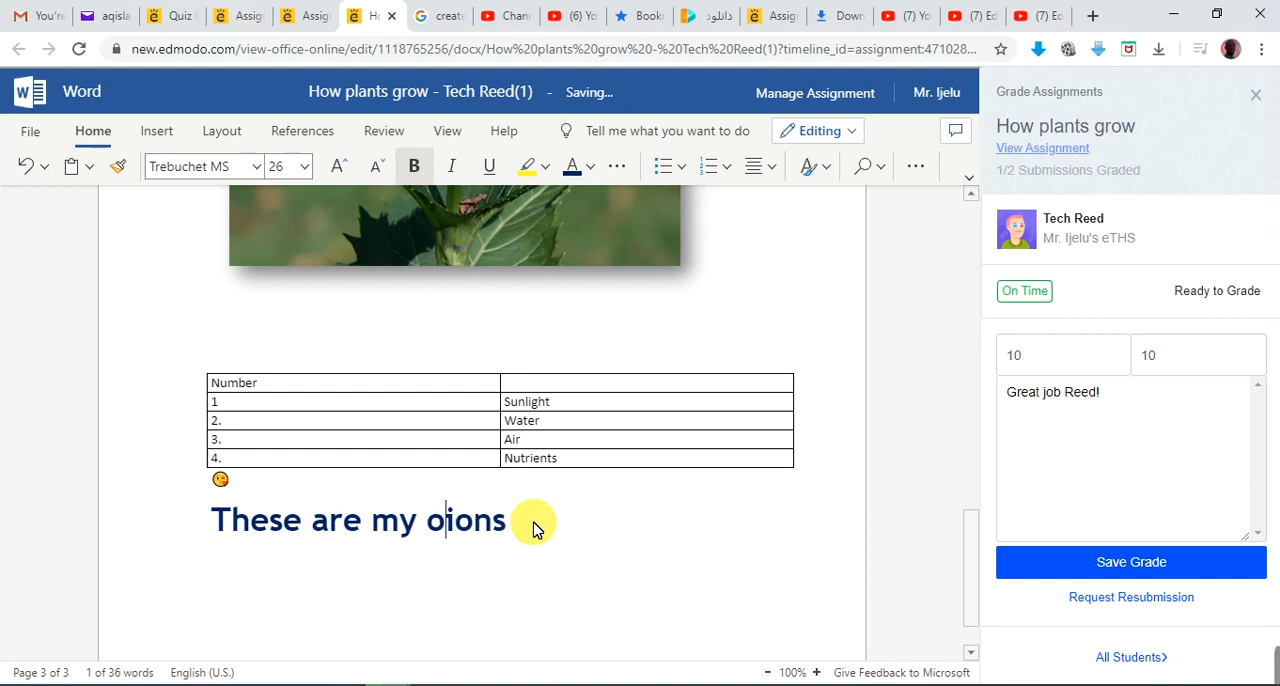 You're
aqisla
Quiz
Assig
Assig
Ho
create
Chann
(6) Yo
Bookn
دانلود
Assig
Down
(7) Yo
(7) Ed
(7) Ed
new.edmodo.com/view-office-online/edit/1118765256/docx/How%20plants%20grow%20-%20Tech%20Reed(1)?timeline_id=assignment:471028...
Word
How plants grow - Tech Reed(1) - Saving...
Manage Assignment
Mr. Ijelu
File Home Insert Layout References Review View Help Tell me what you want to do Editing
Trebuchet MS 26 B I U A
Number
1 Sunlight
2. Water
3. Air
4. Nutrients
These are my oions
Page 3 of 3 1 of 36 words English (U.S.) - 100% + Give Feedback to Microsoft
Grade Assignments
How plants grow
View Assignment
1/2 Submissions Graded
Tech Reed
Mr. Ijelu's eTHS
On Time Ready to Grade
10 10
Great job Reed!
Save Grade
Request Resubmission
All Students